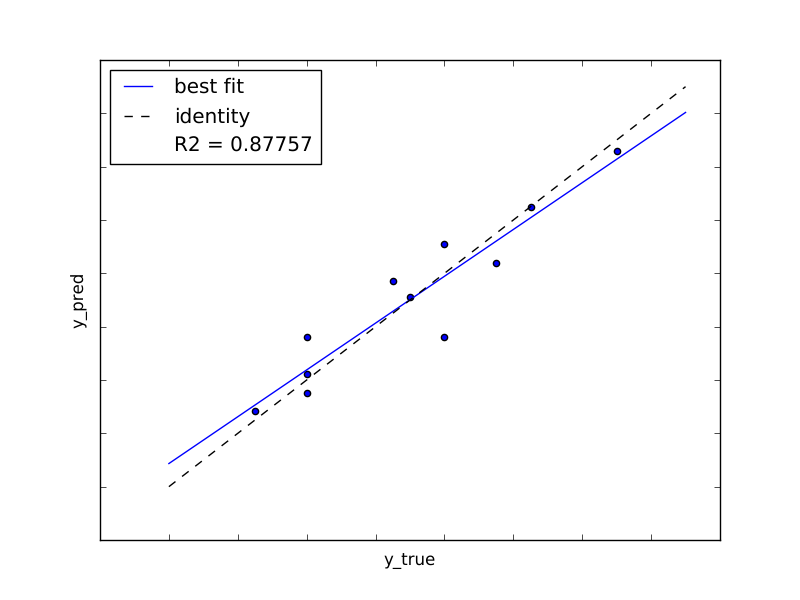 best fit
identity
R2 = 0.87757
y_pred
y_true